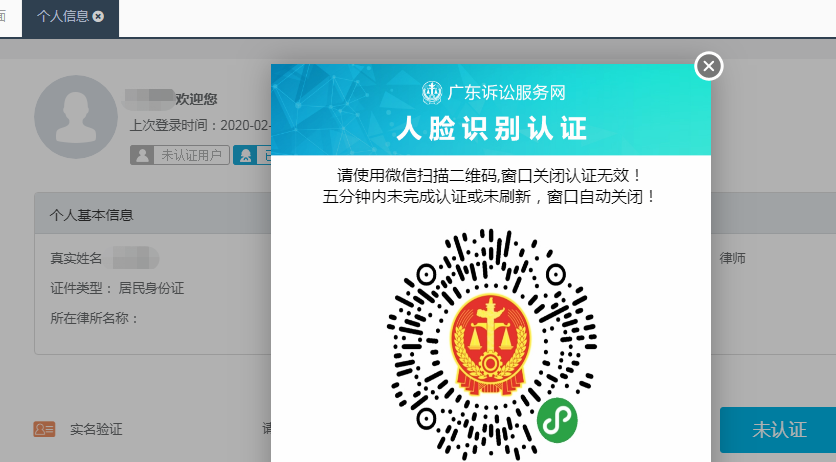 面
个人信息
欢迎您
上次登录时间：2020-02-
未认证用户
广东诉讼服务网
人脸识别认证
请使用微信扫描二维码,窗口关闭认证无效！
五分钟内未完成认证或未刷新，窗口自动关闭！
个人基本信息
真实姓名
律师
证件类型： 居民身份证
所在律所名称：
实名验证
未认证